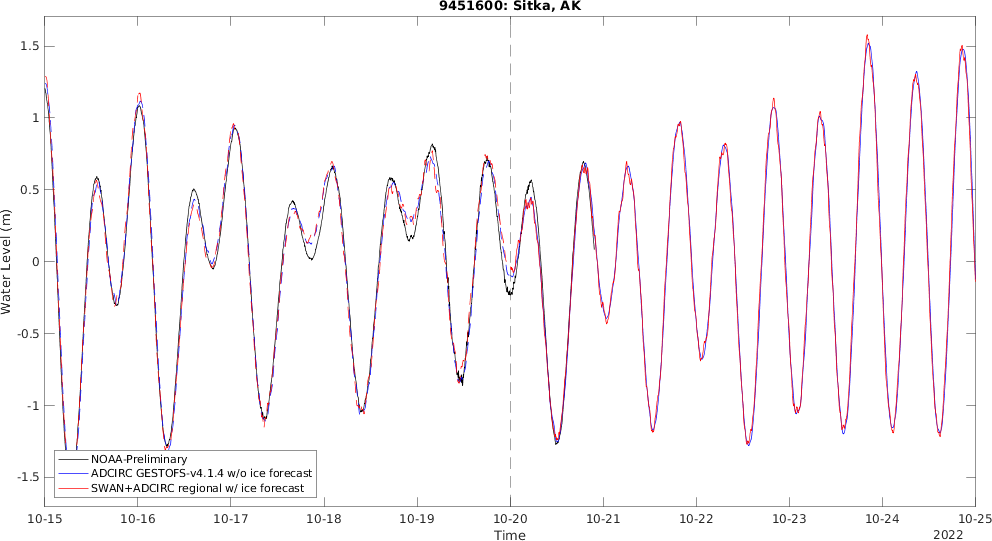 9451600: Sitka, AK
Water Level (m)
1.5
1
0.5
0
-0.5
-1
-1.5
NOAA-Preliminary
ADCIRC GESTOFS-v4.1.4 w/o ice forecast
SWAN+ADCIRC regional w/ ice forecast
10-15 10-16 10-17 10-18 10-19 10-20 10-21 10-22 10-23 10-24 10-25
Time
2022